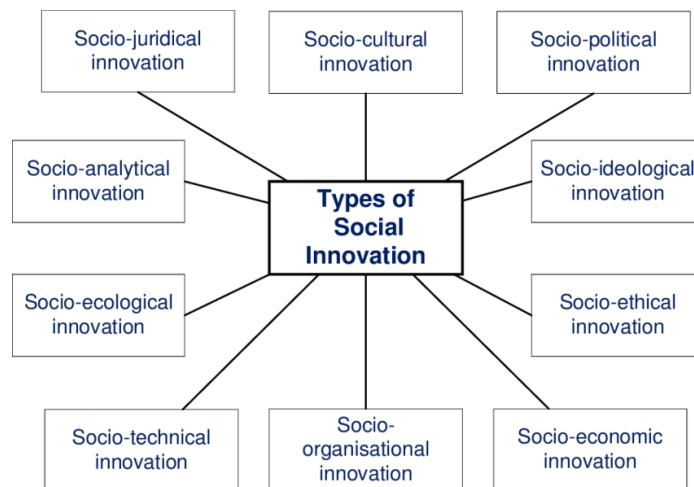 Socio-juridical
innovation
Socio-cultural
innovation
Socio-political
innovation
Socio-analytical
innovation
Types of
Social
Innovation
Socio-ideological
innovation
Socio-ecological
innovation
Socio-ethical
innovation
Socio-technical
innovation
Socio-
organisational
innovation
Socio-economic
innovation